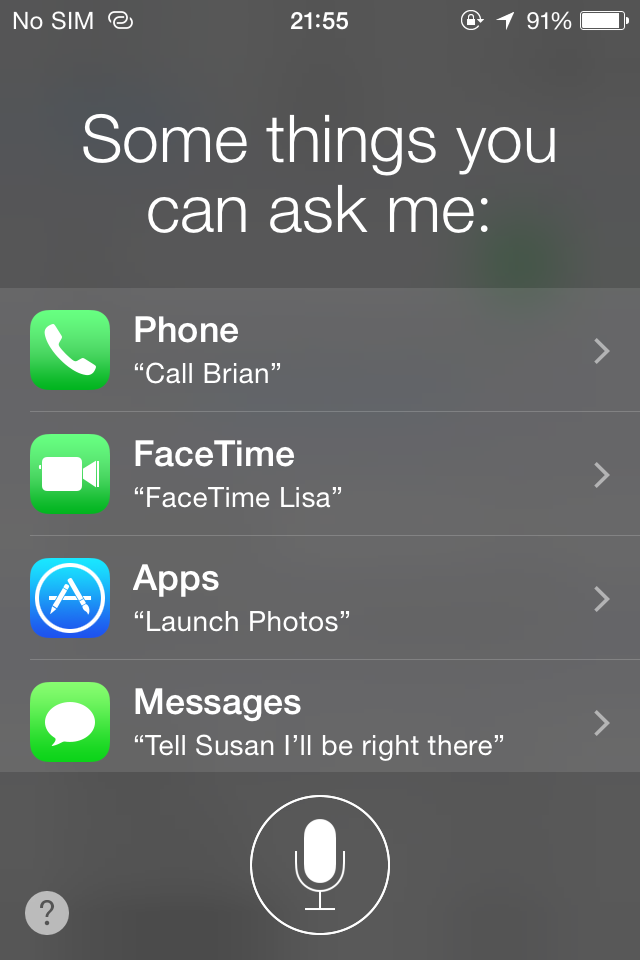 No SIM 21:55 91%
Some things you
can ask me:
Phone
“Call Brian”
FaceTime
“FaceTime Lisa”
Apps
“Launch Photos”
Messages
“Tell Susan I’ll be right there”
?